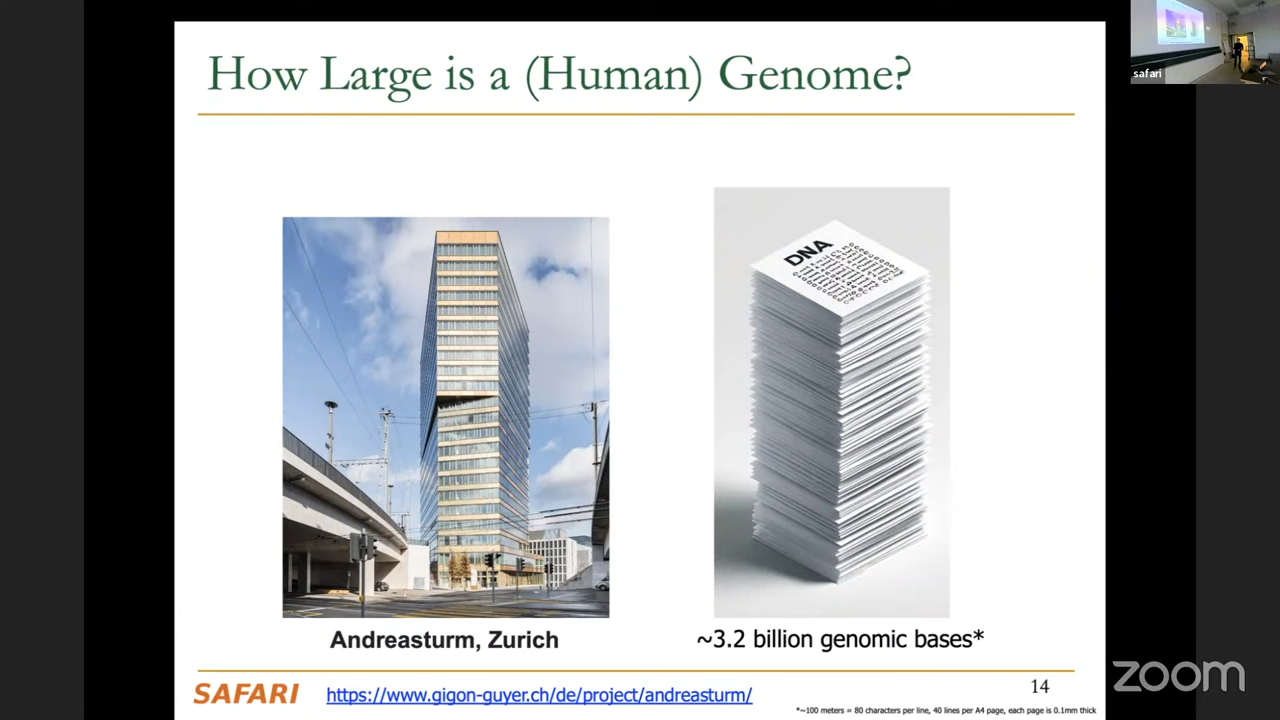 How Large is a (Human) Genome?
safari
DNA
Andreasturm, Zurich
~3.2 billion genomic bases*
SAFARI
https://www.gigon-guyer.ch/de/project/andreasturm/
14
*~100 meters = 80 characters per line, 40 lines per A4 page, each page is 0.1mm thick
zoom